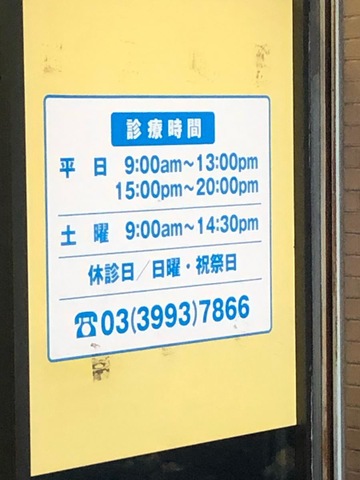 診療時間
平日 9:00am～13:00pm
15:00pm～20:00pm
土曜 9:00am～14:30pm
休診日／日曜・祝祭日
☎03(3993)7866